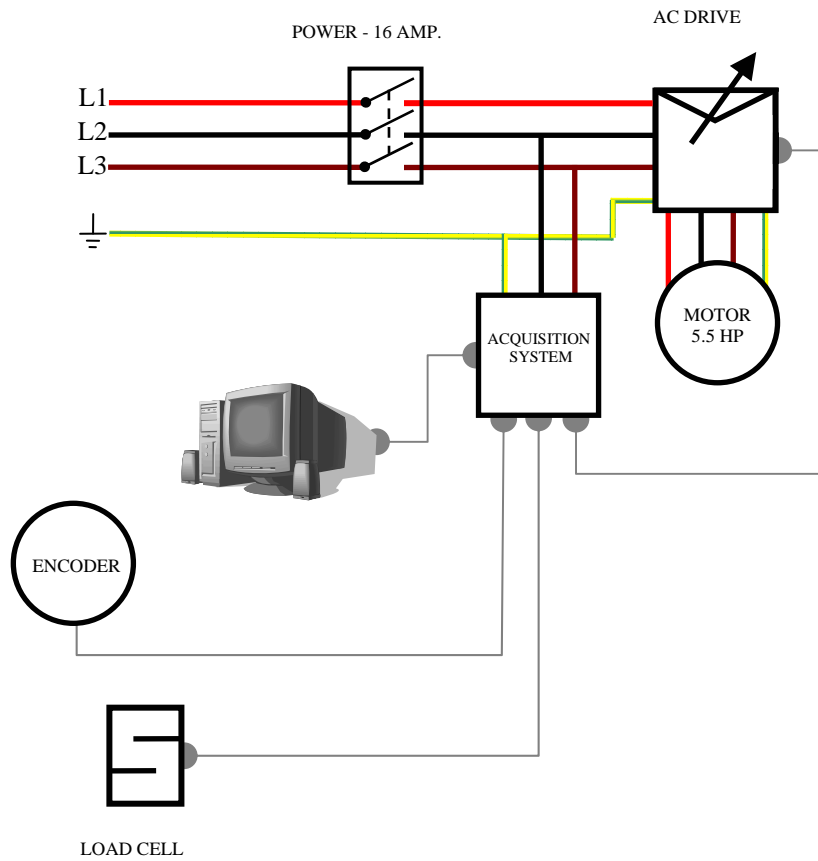 AC DRIVE
POWER - 16 AMP.
L1
L2
L3
MOTOR
5.5 HP
ACQUISITION
SYSTEM
ENCODER
LOAD CELL